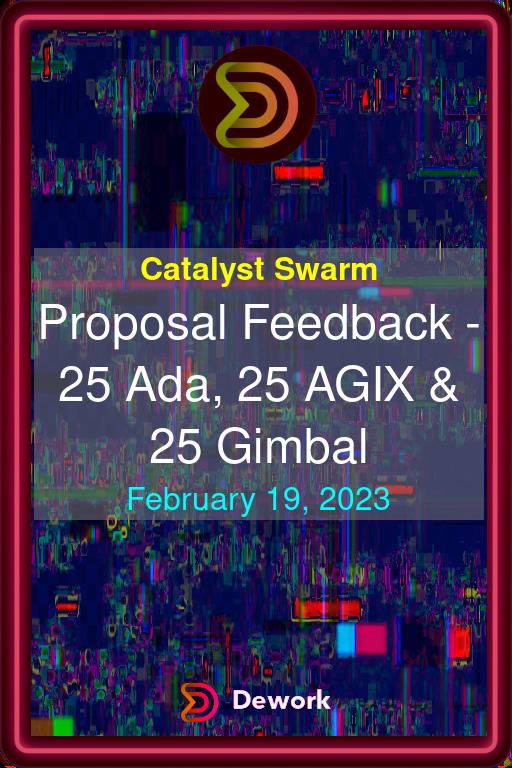 Catalyst Swarm
Proposal Feedback -
25 Ada, 25 AGIX &
25 Gimbal
February 19, 2023
Dework